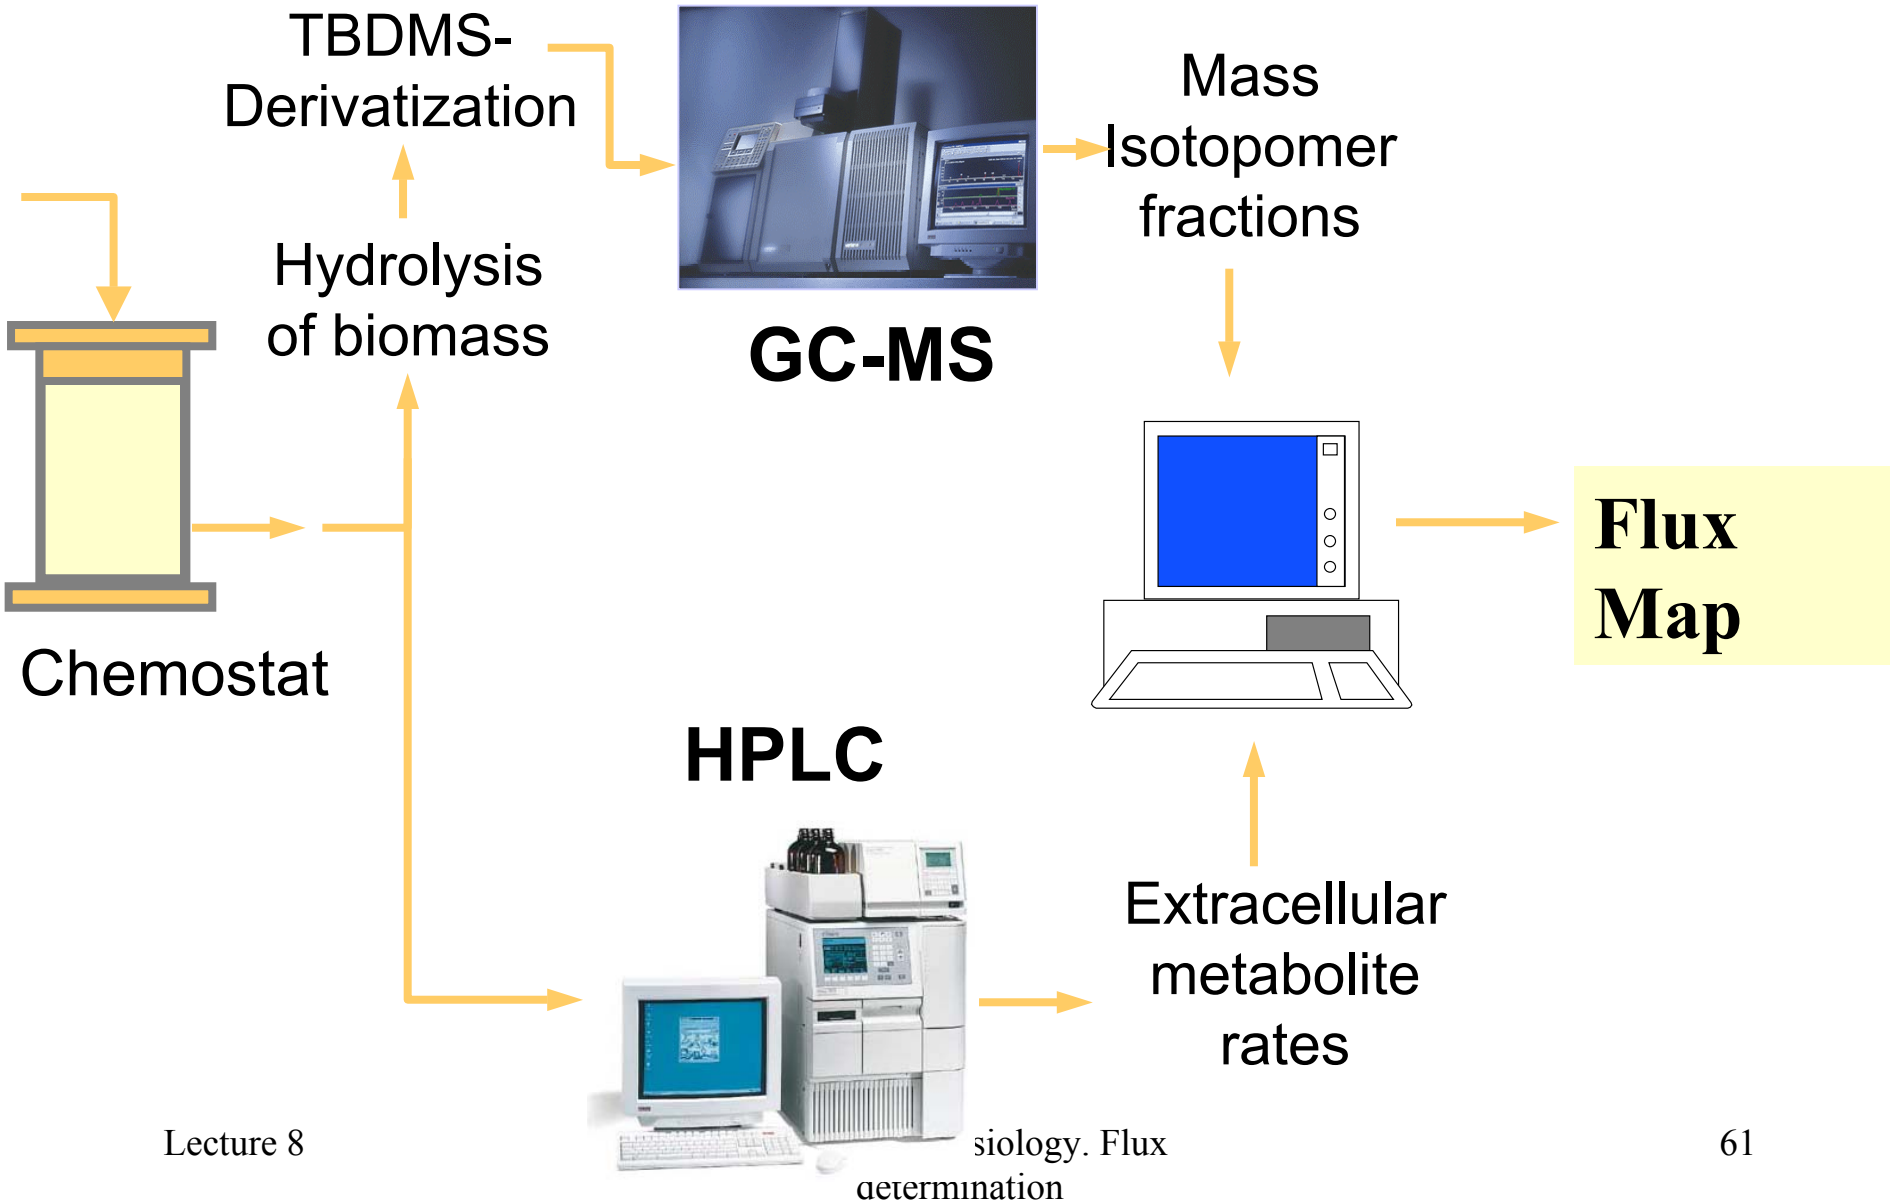 TBDMS-
Derivatization
Mass
Isotopomer
fractions
Hydrolysis
of biomass
GC-MS
Flux
Map
Chemostat
HPLC
Extracellular
metabolite
rates
Lecture 8
siology. Flux
determination
61